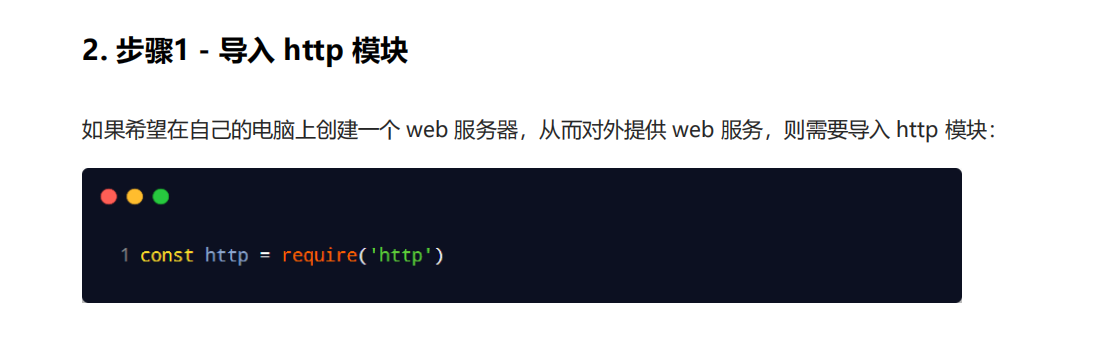 2. 步骤1 - 导入 http 模块
如果希望在自己的电脑上创建一个 web 服务器，从而对外提供 web 服务，则需要导入 http 模块：
1 const http = require('http')